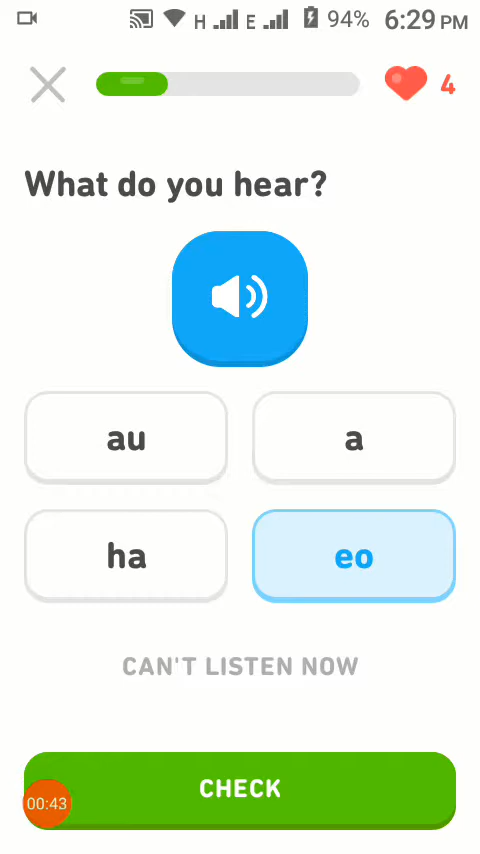 H E 94% 6:29 PM
4
What do you hear?
au a
ha eo
CAN'T LISTEN NOW
CHECK
00:43